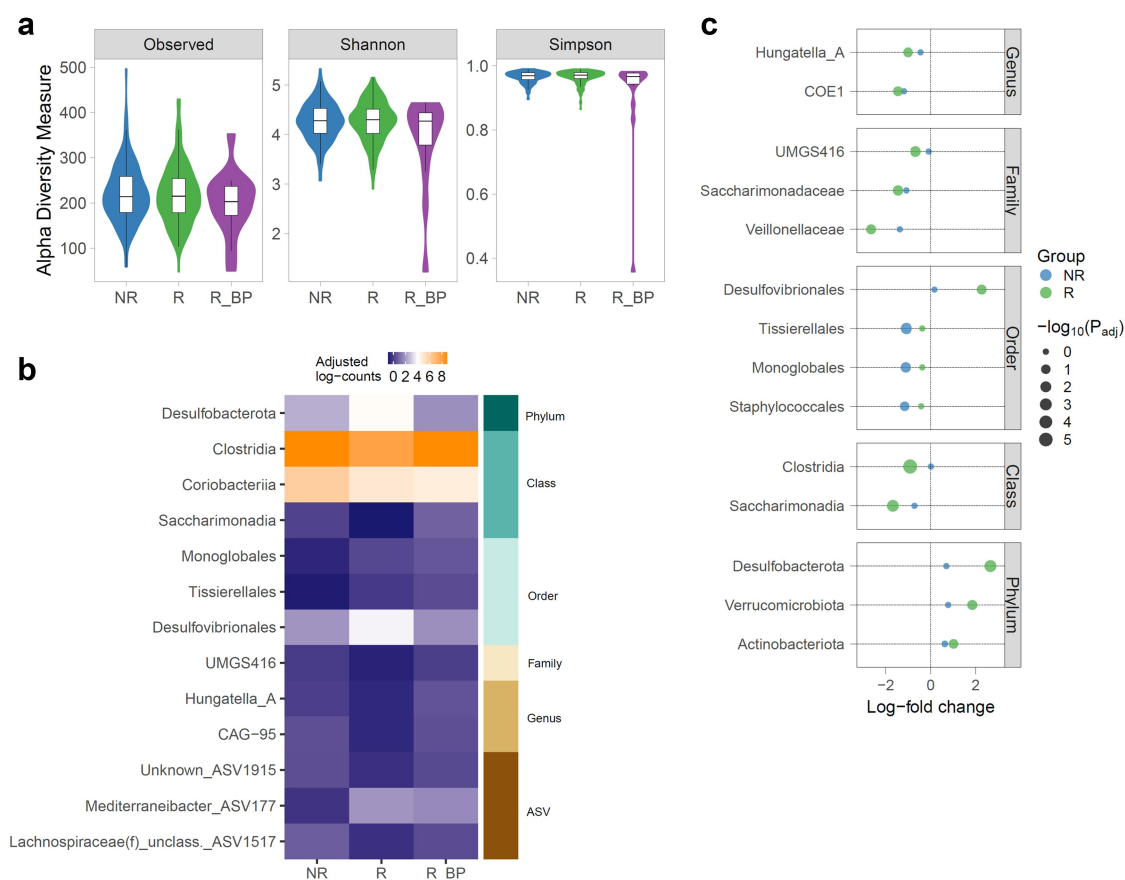 a
Observed
Shannon
Simpson
Alpha Diversity Measure
500
400
300
200
100
5
4
3
2
1.0
0.8
0.6
0.4
NR
R
R_BP
NR
R
R_BP
NR
R
R_BP
b
Adjusted
log-counts
0 2 4 6 8
Desulfobacterota
Clostridia
Coriobacteriia
Saccharimonadia
Monoglobales
Tissierellales
Desulfovibrionales
UMGS416
Hungatella_A
CAG−95
Unknown_ASV1915
Mediterraneibacter_ASV177
Lachnospiraceae(f)_unclass._ASV1517
Phylum
Class
Order
Family
Genus
ASV
NR
R
R BP
c
Hungatella_A
COE1
Genus
UMGS416
Saccharimonadaceae
Veillonellaceae
Family
Desulfovibrionales
Tissierellales
Monoglobales
Staphylococcales
Order
Clostridia
Saccharimonadia
Class
Desulfobacterota
Verrucomicrobiota
Actinobacteriota
Phylum
−2
0
2
Log−fold change
Group
NR
R
−log10(Padj)
0
1
2
3
4
5